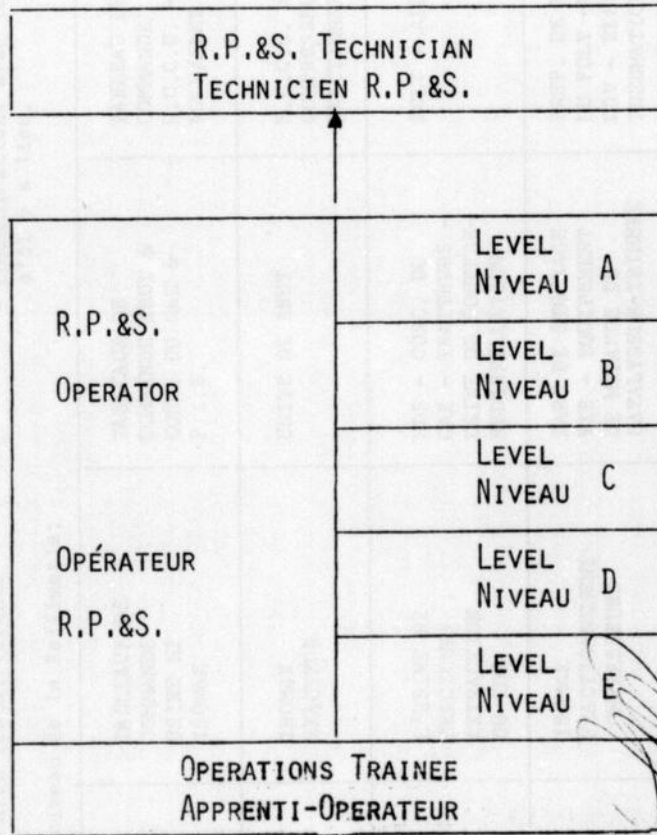 R.P.&S. TECHNICIAN
TECHNICIEN R.P.&S.
R.P.&S.
OPERATOR
OPÉRATEUR
R.P.&S.
LEVEL
NIVEAU A
LEVEL
NIVEAU B
LEVEL
NIVEAU C
LEVEL
NIVEAU D
LEVEL
NIVEAU E
OPERATIONS TRAINEE
APPRENTI-OPERATEUR